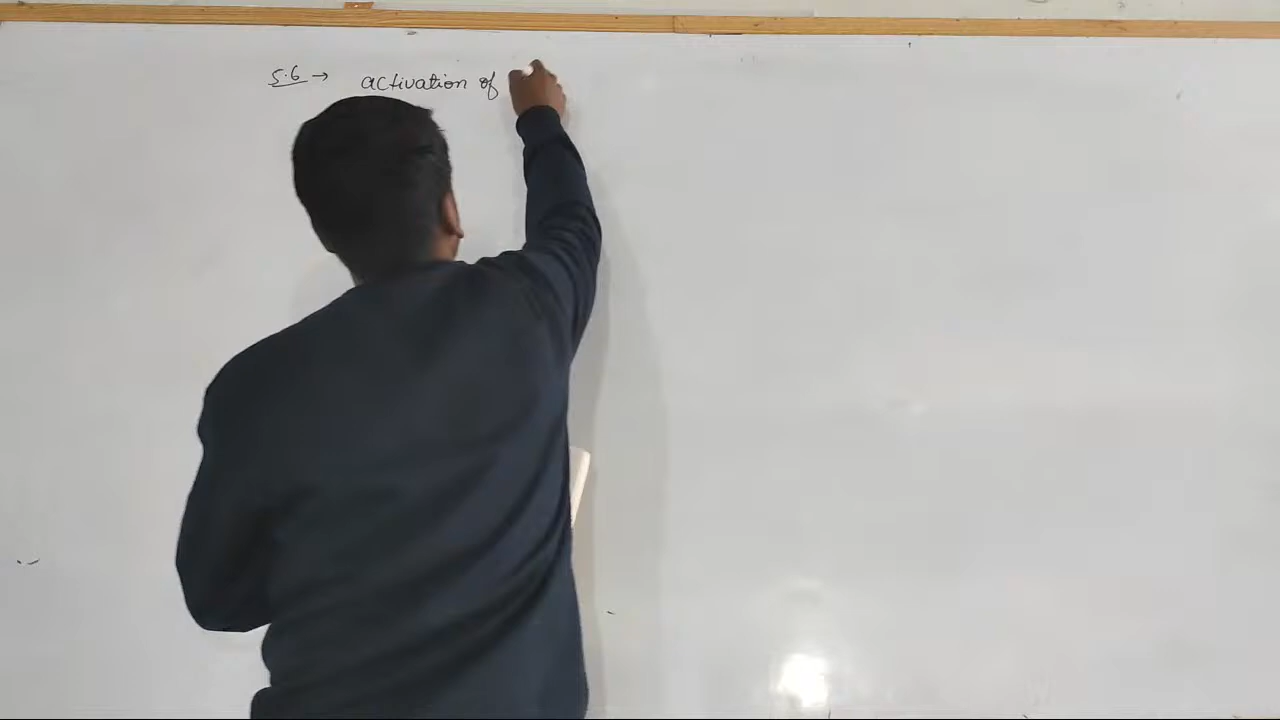 5.6 → activation of